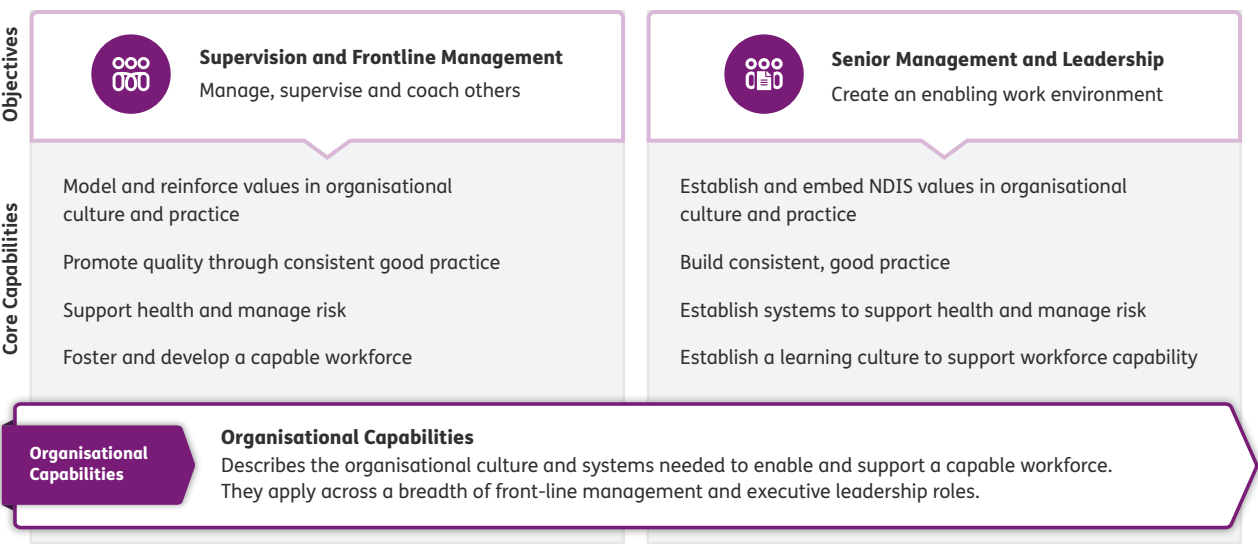 Objectives
Supervision and Frontline Management
Manage, supervise and coach others
Senior Management and Leadership
Create an enabling work environment
Core Capabilities
Model and reinforce values in organisational
culture and practice
Promote quality through consistent good practice
Support health and manage risk
Foster and develop a capable workforce
Establish and embed NDIS values in organisational
culture and practice
Build consistent, good practice
Establish systems to support health and manage risk
Establish a learning culture to support workforce capability
Organisational
Capabilities
Organisational Capabilities
Describes the organisational culture and systems needed to enable and support a capable workforce.
They apply across a breadth of front-line management and executive leadership roles.